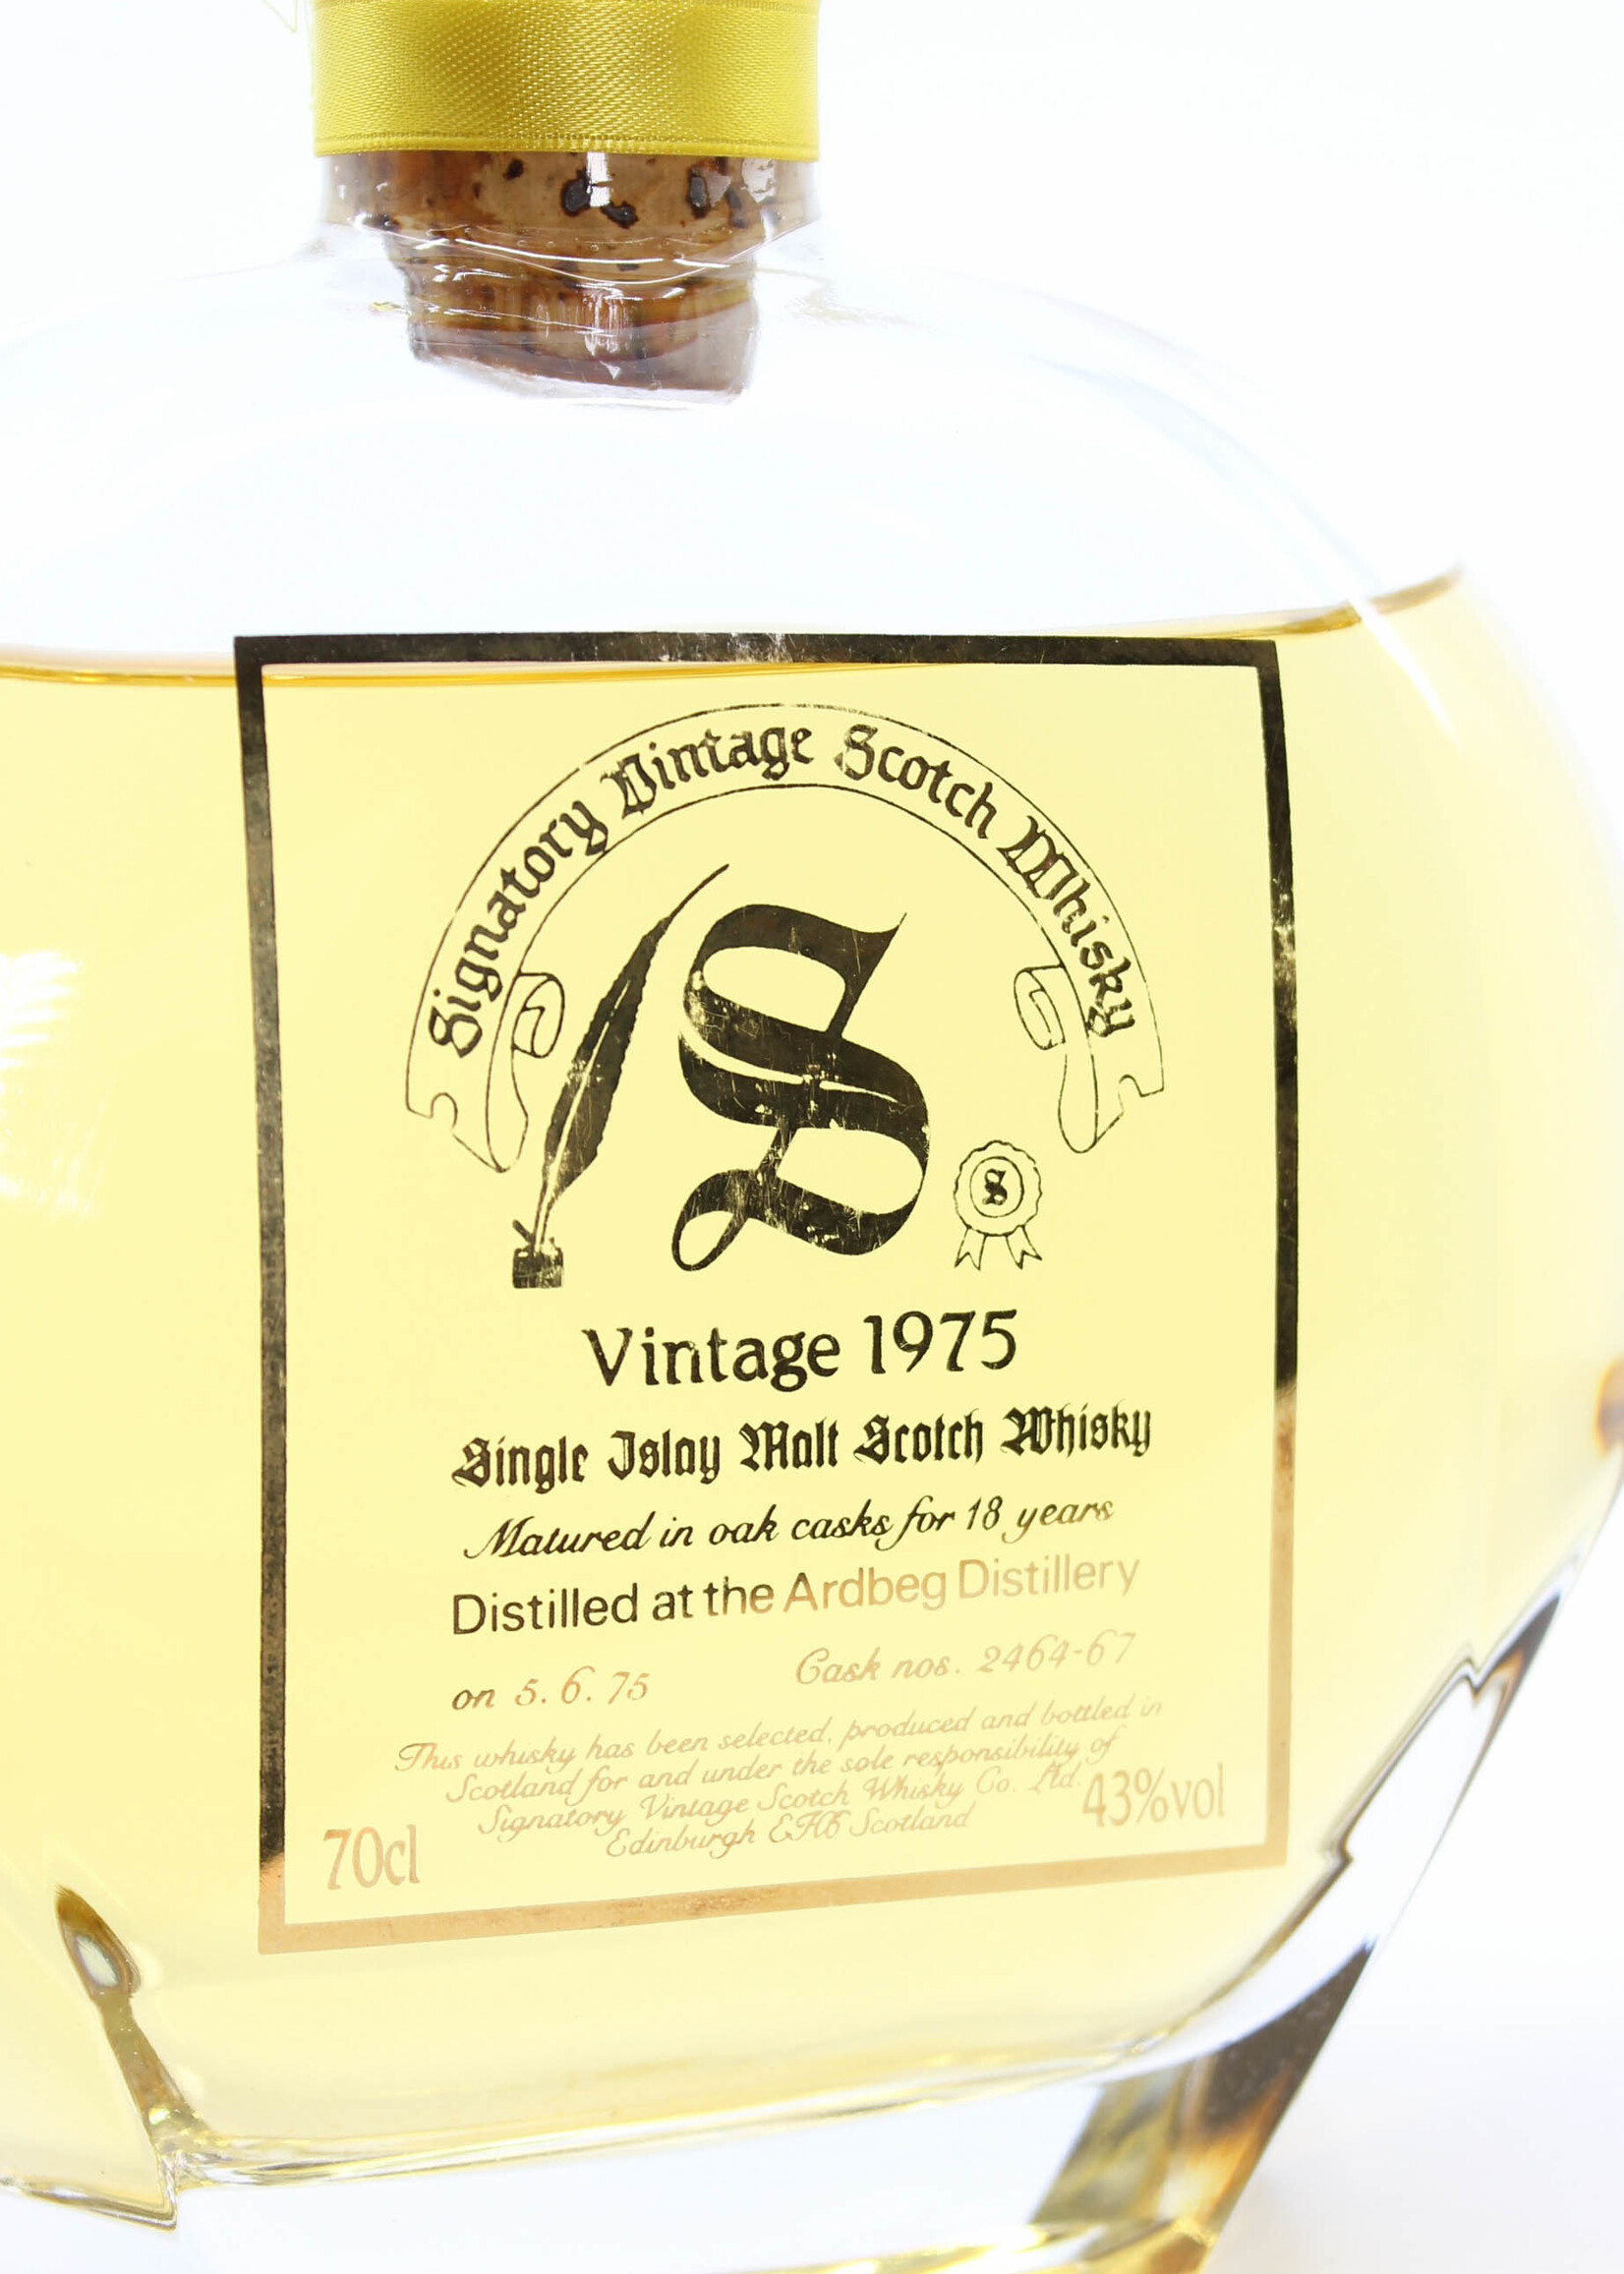 Signatory Vintage Scotch Whisky
S
S
Vintage 1975
Single Islay Malt Scotch Whisky
Matured in oak casks for 18 years
Distilled at the Ardbeg Distillery
on 5.6.75 Cask nos. 2464-67
This whisky has been selected, produced and bottled in
Scotland for and under the sole responsibility of
Signatory Vintage Scotch Whisky Co. Ltd.
Edinburgh EH6 Scotland
70cl 43%vol